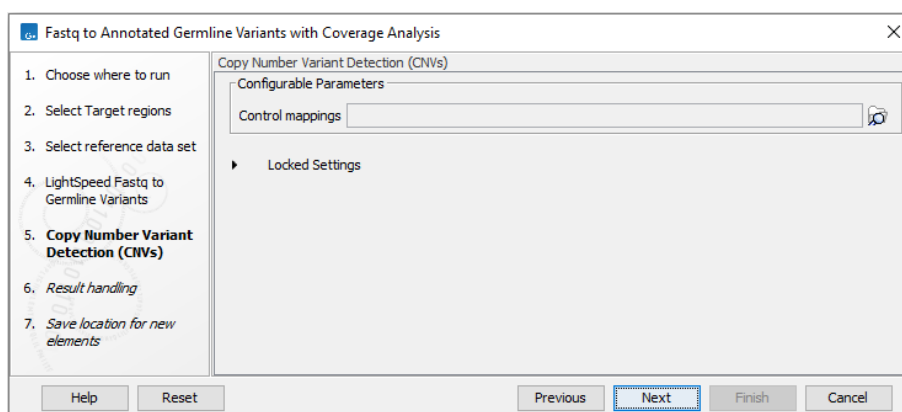 Fastq to Annotated Germline Variants with Coverage Analysis
1. Choose where to run
2. Select Target regions
3. Select reference data set
4. LightSpeed Fastq to
Germline Variants
5. Copy Number Variant
Detection (CNVs)
6. Result handling
7. Save location for new
elements
Copy Number Variant Detection (CNVs)
Configurable Parameters
Control mappings
Locked Settings
Help
Reset
Previous
Next
Finish
Cancel